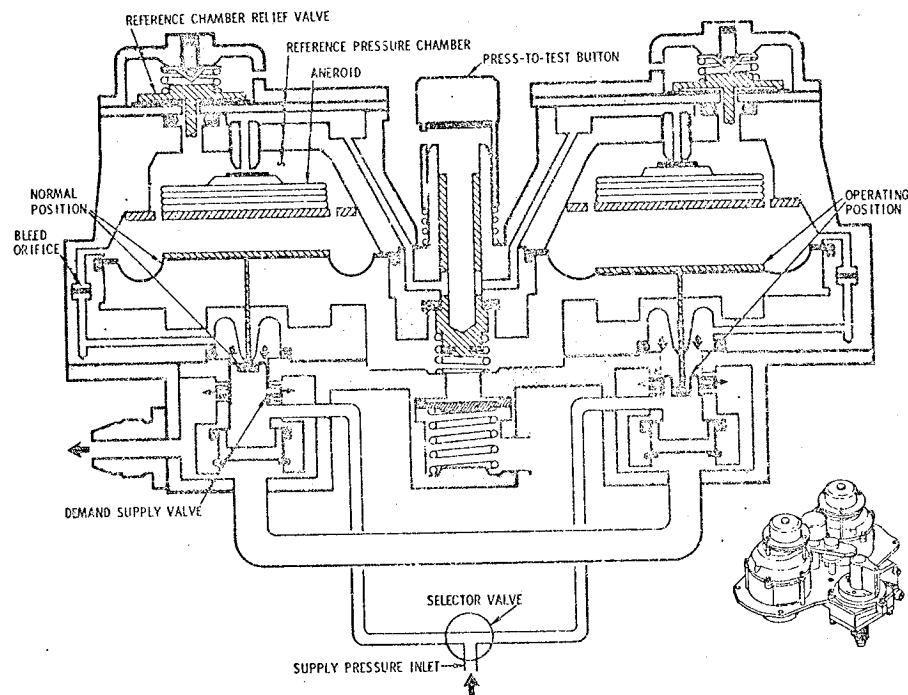 REFERENCE CHAMBER RELIEF VALVE
REFERENCE PRESSURE CHAMBER
ANEROID
PRESS-TO-TEST BUTTON
NORMAL
POSITION
BLEED
ORIFICE
OPERATING
POSITION
DEMAND SUPPLY VALVE
SELECTOR VALVE
SUPPLY PRESSURE INLET